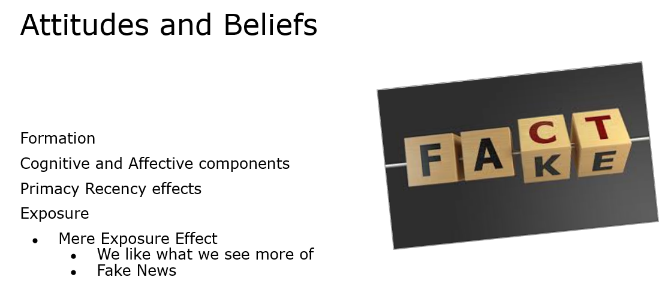 Attitudes and Beliefs
Formation
Cognitive and Affective components
Primacy Recency effects
Exposure
• Mere Exposure Effect
• We like what we see more of
• Fake News
FACT
KE